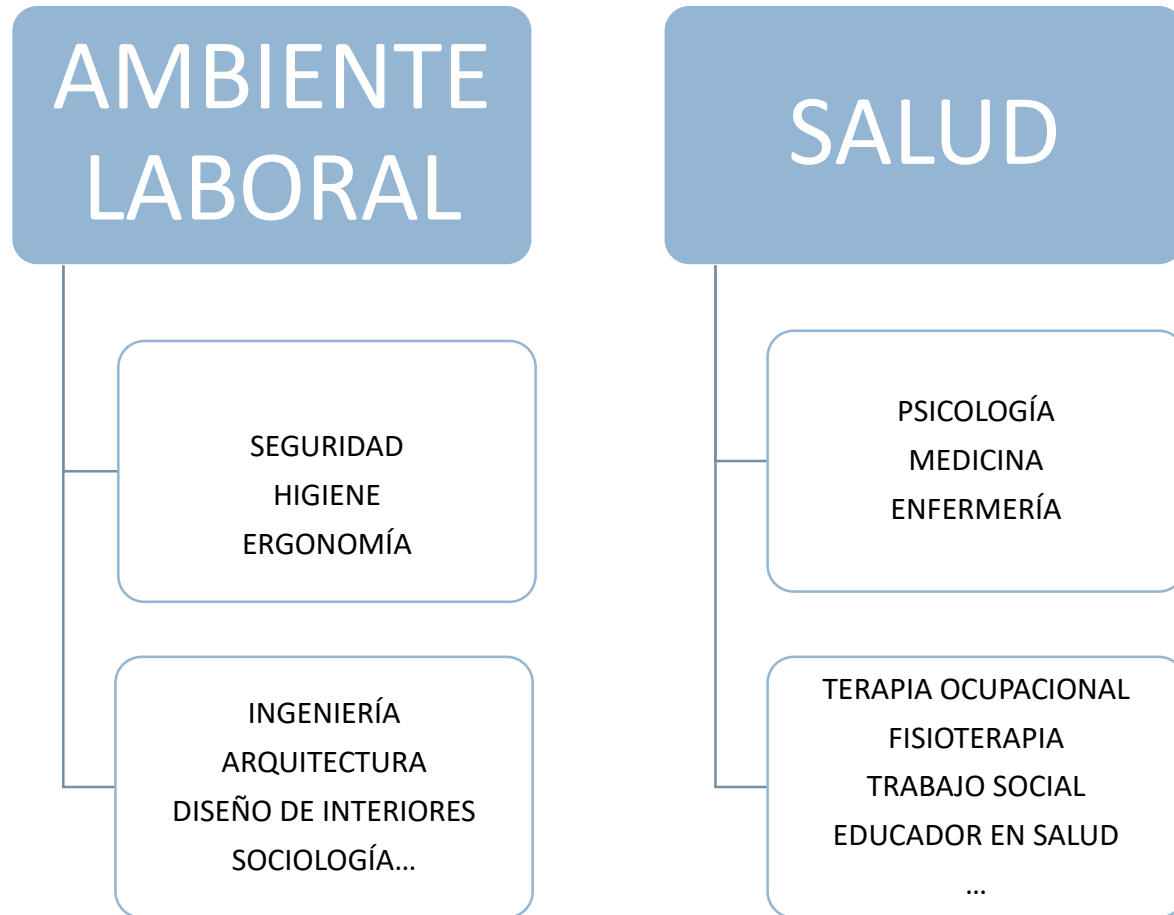 AMBIENTE
LABORAL
SEGURIDAD
HIGIENE
ERGONOMÍA
INGENIERÍA
ARQUITECTURA
DISEÑO DE INTERIORES
SOCIOLOGÍA...
SALUD
PSICOLOGÍA
MEDICINA
ENFERMERÍA
TERAPIA OCUPACIONAL
FISIOTERAPIA
TRABAJO SOCIAL
EDUCADOR EN SALUD
...